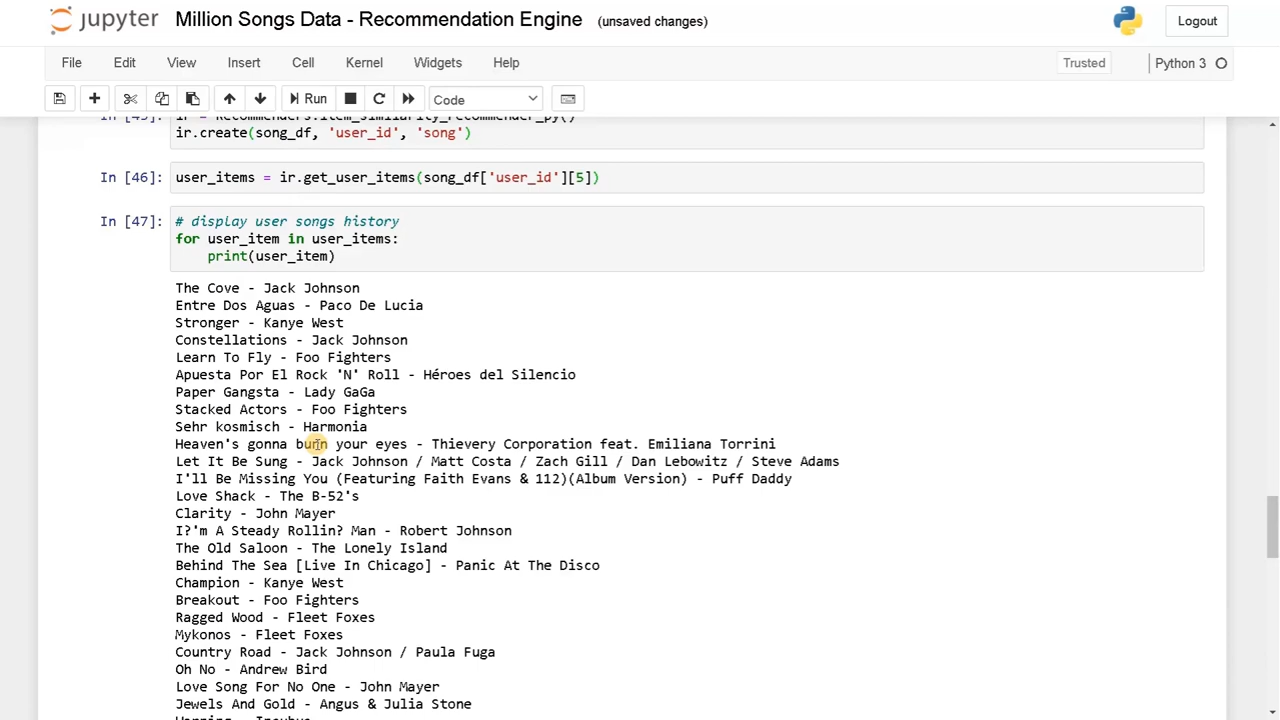 jupyter Million Songs Data - Recommendation Engine (unsaved changes) Logout
File Edit View Insert Cell Kernel Widgets Help Trusted Python 3
Run Code
In [45]: ir = Recommenders.item_similarity_recommender_py()
ir.create(song_df, 'user_id', 'song')
In [46]: user_items = ir.get_user_items(song_df['user_id'][5])
In [47]: # display user songs history
for user_item in user_items:
print(user_item)
The Cove - Jack Johnson
Entre Dos Aguas - Paco De Lucia
Stronger - Kanye West
Constellations - Jack Johnson
Learn To Fly - Foo Fighters
Apuesta Por El Rock 'N' Roll - Héroes del Silencio
Paper Gangsta - Lady GaGa
Stacked Actors - Foo Fighters
Sehr kosmisch - Harmonia
Heaven's gonna burn your eyes - Thievery Corporation feat. Emiliana Torrini
Let It Be Sung - Jack Johnson / Matt Costa / Zach Gill / Dan Lebowitz / Steve Adams
I'll Be Missing You (Featuring Faith Evans & 112)(Album Version) - Puff Daddy
Love Shack - The B-52's
Clarity - John Mayer
I?'m A Steady Rollin? Man - Robert Johnson
The Old Saloon - The Lonely Island
Behind The Sea [Live In Chicago] - Panic At The Disco
Champion - Kanye West
Breakout - Foo Fighters
Ragged Wood - Fleet Foxes
Mykonos - Fleet Foxes
Country Road - Jack Johnson / Paula Fuga
Oh No - Andrew Bird
Love Song For No One - John Mayer
Jewels And Gold - Angus & Julia Stone